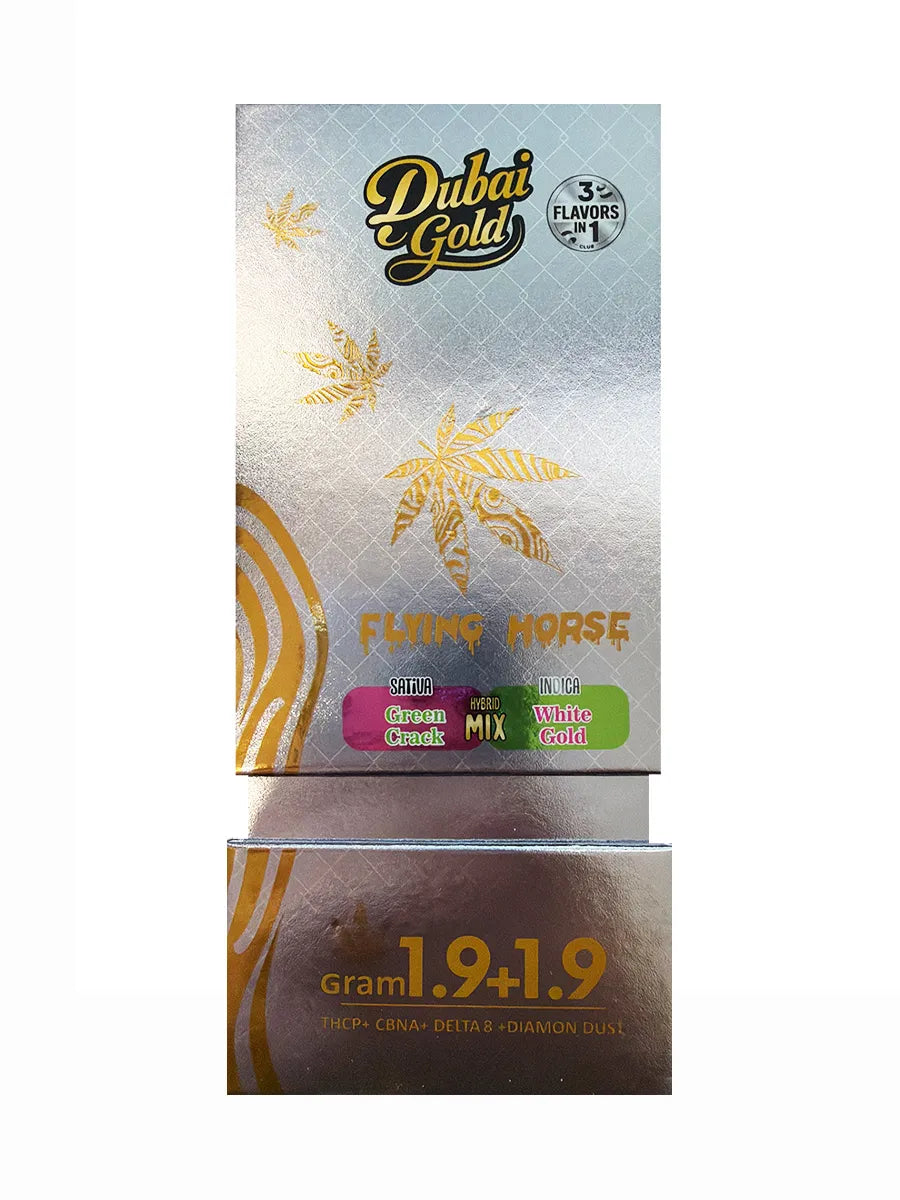 Dubai
Gold
3
FLAVORS
IN 1
CLUB
FLYING HORSE
SATIVA
Green
Crack
HYBRID
MIX
INDICA
White
Gold
Gram 1.9+1.9
THCP+ CBNA+ DELTA 8 +DIAMON DUST